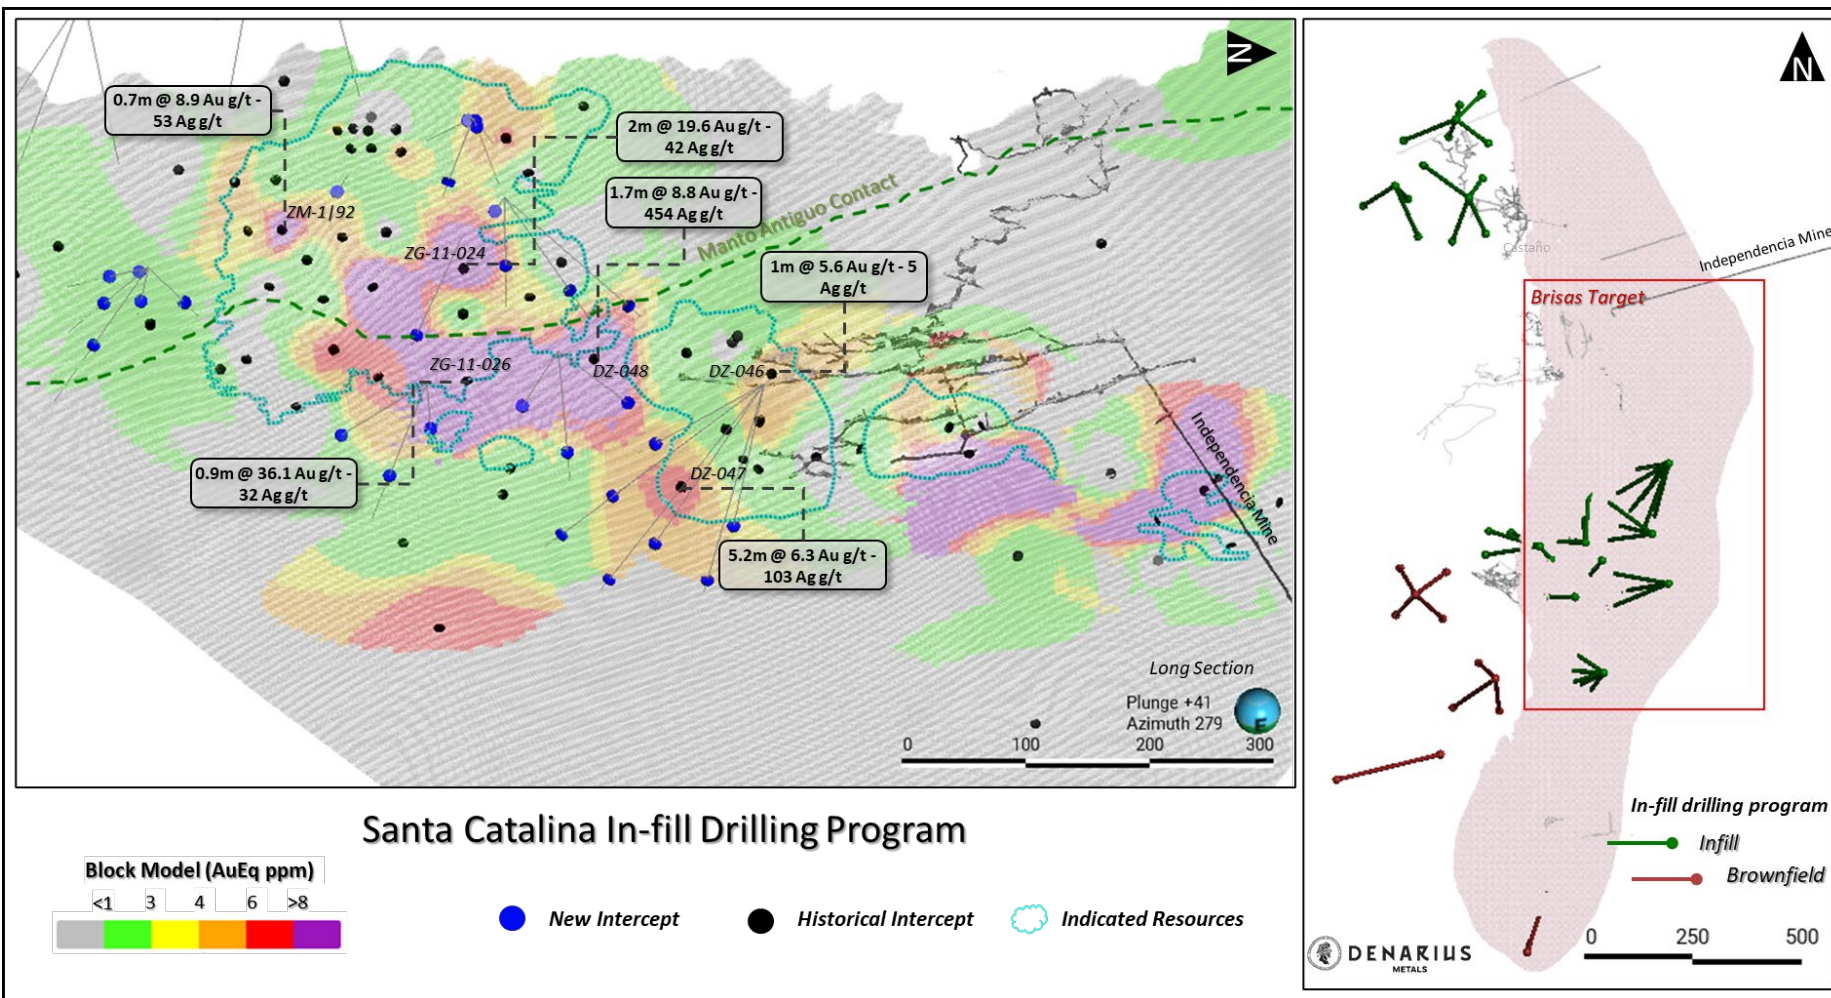 N
0.7m @ 8.9 Au g/t -
53 Ag g/t
2m @ 19.6 Au g/t -
42 Ag g/t
1.7m @ 8.8 Au g/t -
454 Ag g/t
ZM-1|92
Manto Antiguo Contact
ZG-11-024
1m @ 5.6 Au g/t - 5
Ag g/t
ZG-11-026
DZ-048
DZ-046
0.9m @ 36.1 Au g/t -
32 Ag g/t
DZ-047
Independencia Mine
5.2m @ 6.3 Au g/t -
103 Ag g/t
Long Section
Plunge +41
Azimuth 279
E
0 100 200 300
N
Castaño
Independencia Mine
Brisas Target
In-fill drilling program
Infill
Brownfield
0 250 500
DENARIUS
METALS
Santa Catalina In-fill Drilling Program
Block Model (AuEq ppm)
<1 3 4 6 >8
New Intercept
Historical Intercept
Indicated Resources